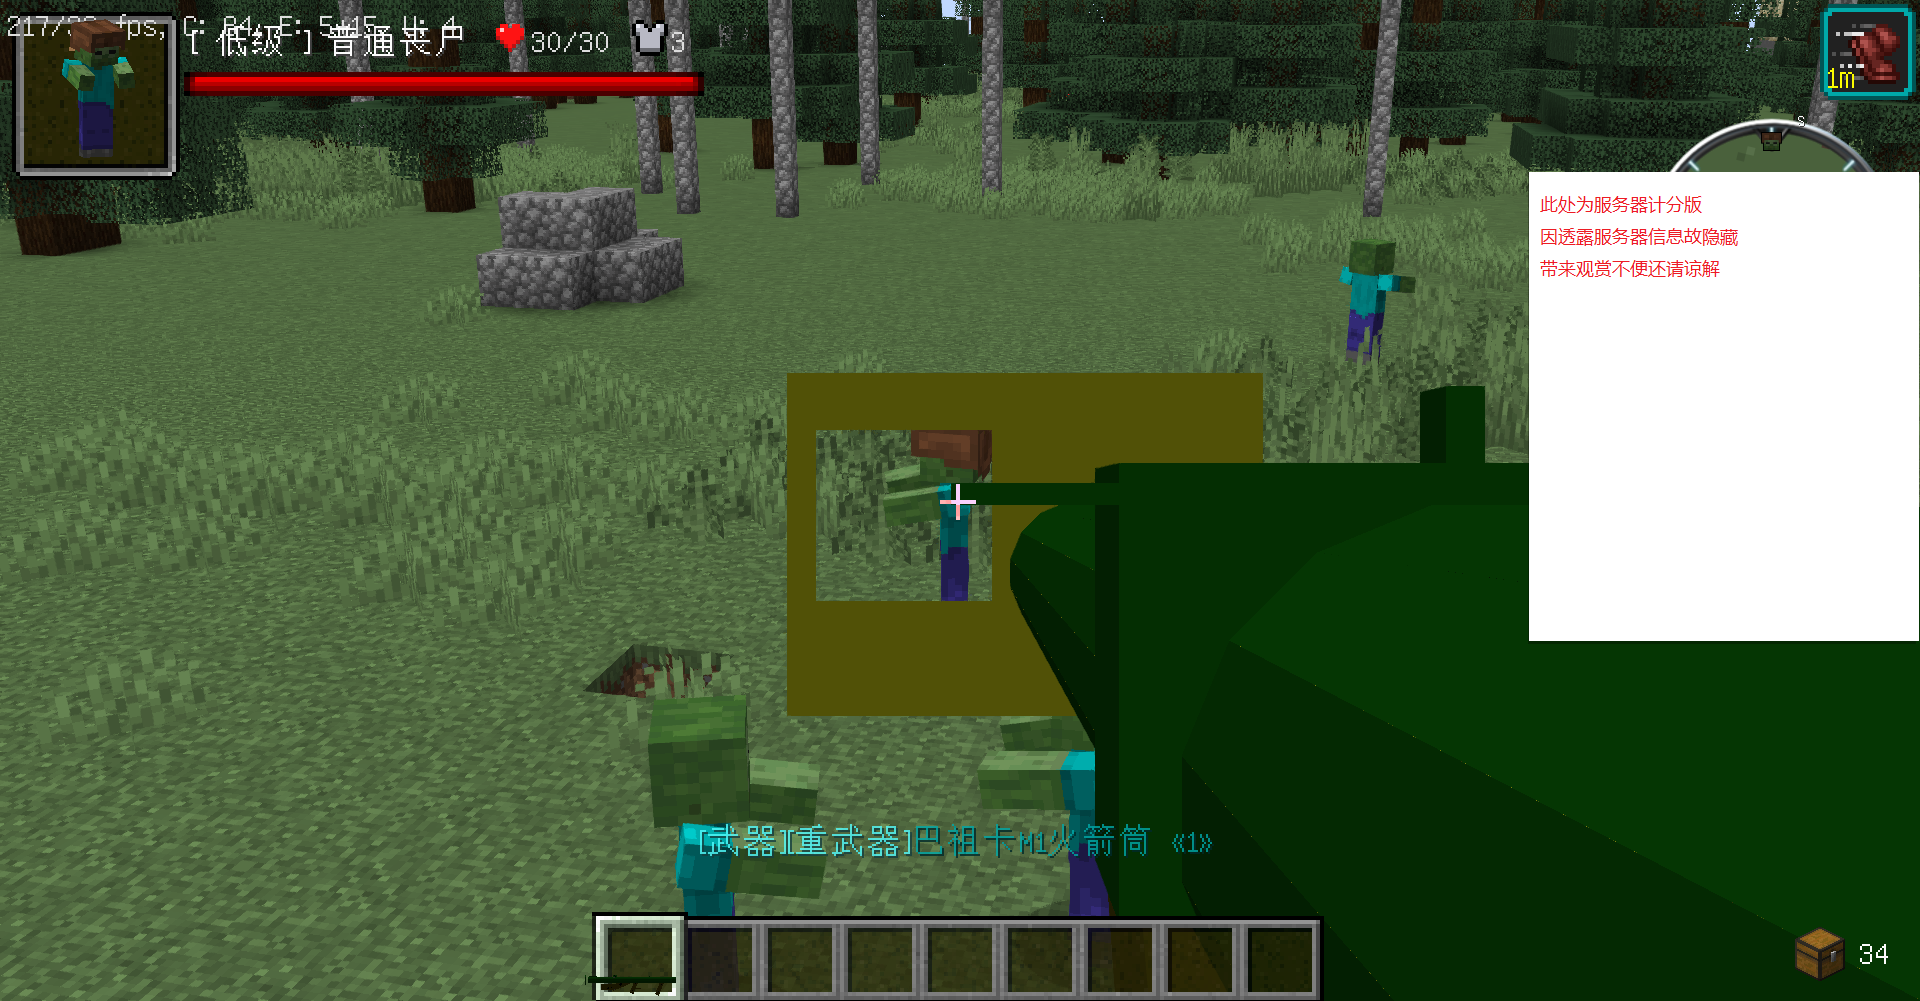 [ 低级 ] 普通丧尸
30/30
3
1m
S
此处为服务器计分版
因透露服务器信息故隐藏
带来观赏不便还请谅解
[武器][重武器]巴祖卡M1火箭筒 «1»
34